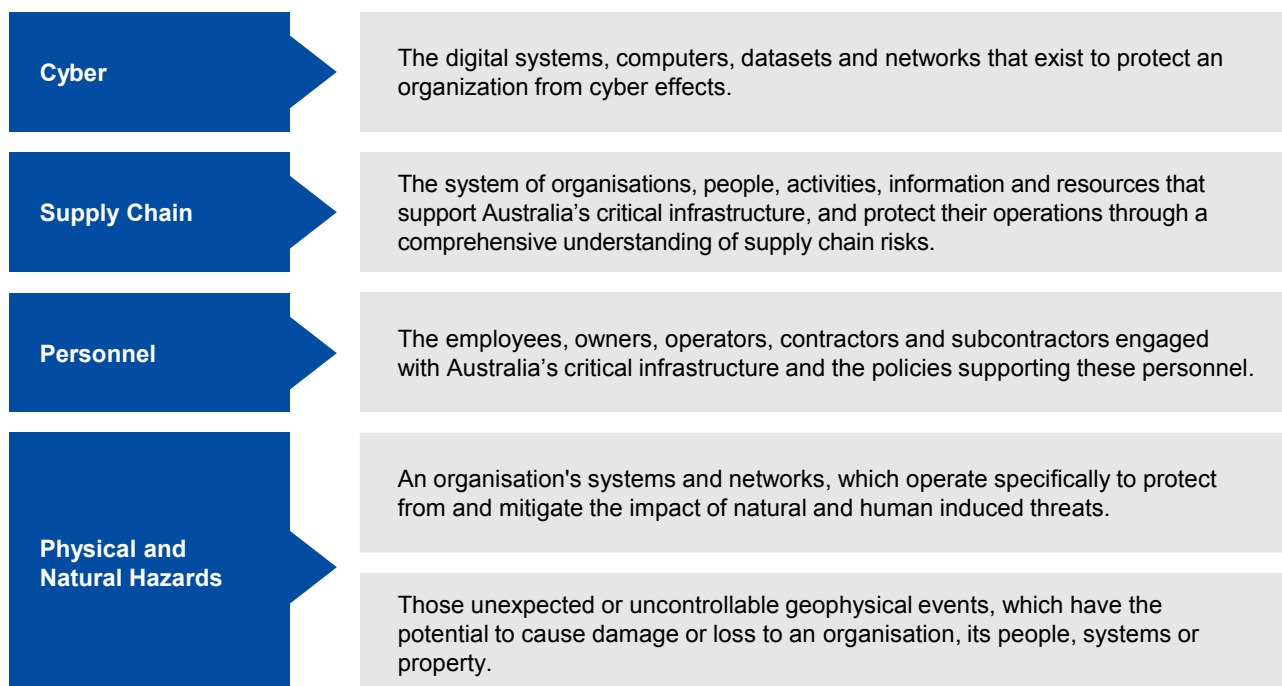 Cyber
The digital systems, computers, datasets and networks that exist to protect an
organization from cyber effects.
Supply Chain
The system of organisations, people, activities, information and resources that
support Australia’s critical infrastructure, and protect their operations through a
comprehensive understanding of supply chain risks.
Personnel
The employees, owners, operators, contractors and subcontractors engaged
with Australia’s critical infrastructure and the policies supporting these personnel.
Physical and
Natural Hazards
An organisation's systems and networks, which operate specifically to protect
from and mitigate the impact of natural and human induced threats.
Those unexpected or uncontrollable geophysical events, which have the
potential to cause damage or loss to an organisation, its people, systems or
property.